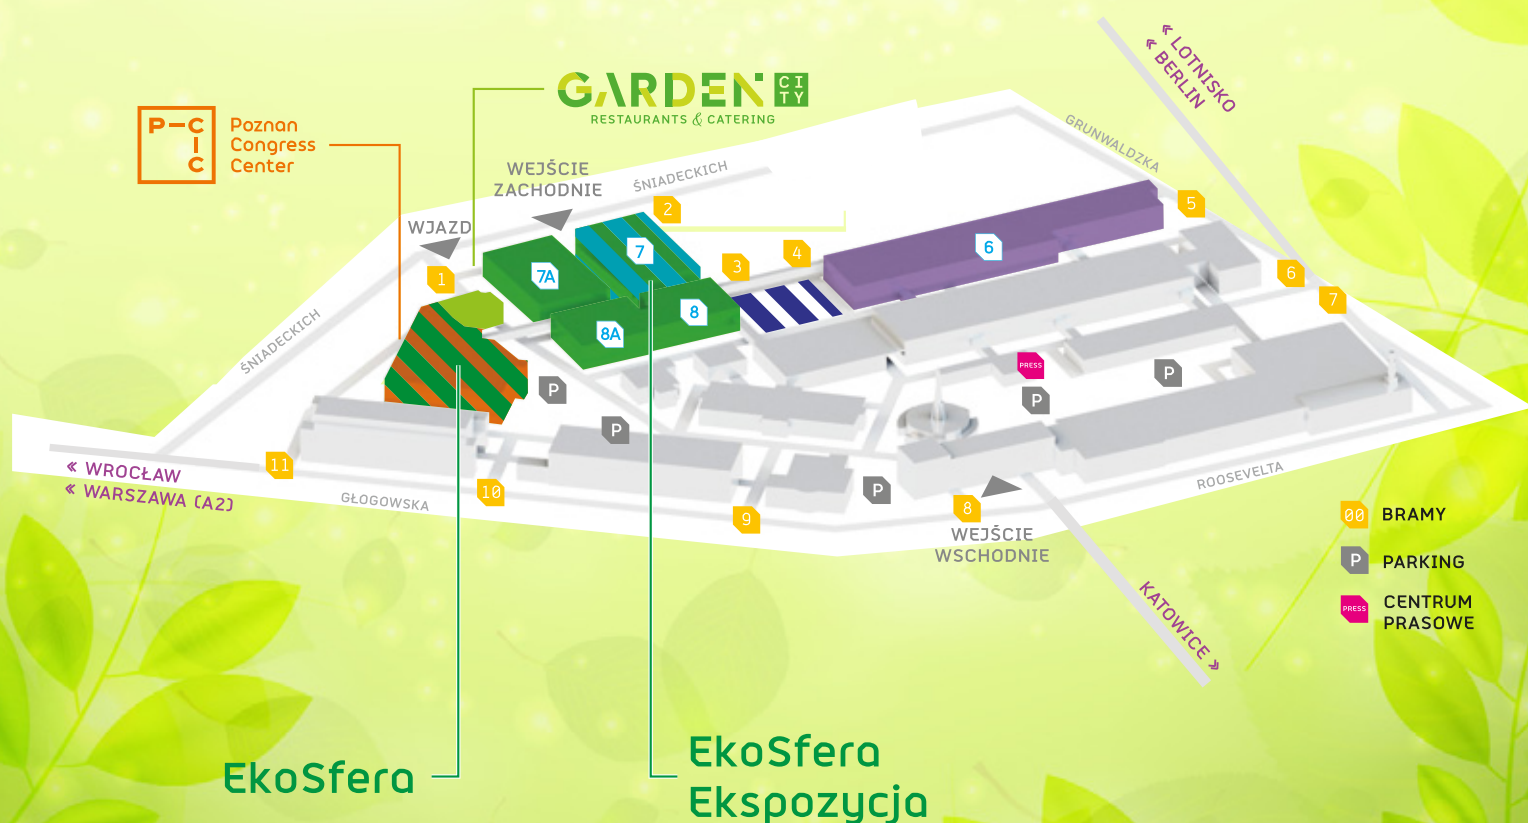 « LOTNISKO
« BERLIN
GARDEN CITY
RESTAURANTS & CATERING
P-C
I
C
Poznan
Congress
Center
GRUNWALDZKA
WEJŚCIE
ZACHODNIE
ŚNIADECKICH
WJAZD
1
2
3
4
5
6
7
7A
7
8A
8
6
ŚNIADECKICH
PRESS
P
P
P
P
P
« WROCŁAW
« WARSZAWA (A2)
11
10
9
8
GŁOGOWSKA
ROOSEVELTA
WEJŚCIE
WSCHODNIE
KATOWICE »
00 BRAMY
P PARKING
PRESS CENTRUM
PRASOWE
EkoSfera
EkoSfera
Ekspozycja